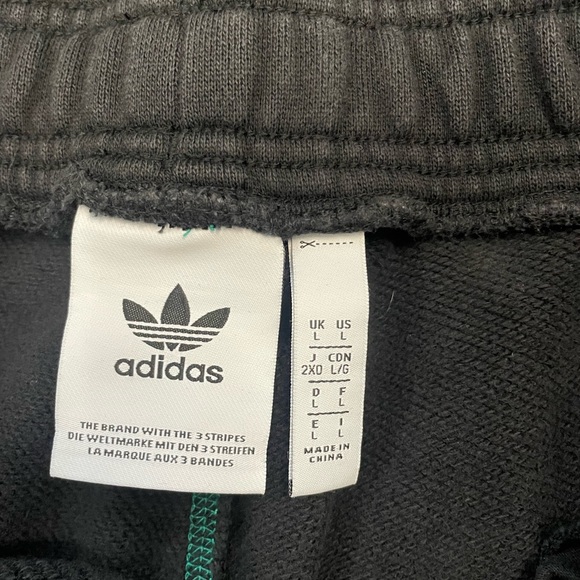 adidas
THE BRAND WITH THE 3 STRIPES
DIE WELTMARKE MIT DEN 3 STREIFEN
LA MARQUE AUX 3 BANDES
UK US
L L
J CDN
2XO L/G
D F
L L
E I
L L
MADE IN
CHINA